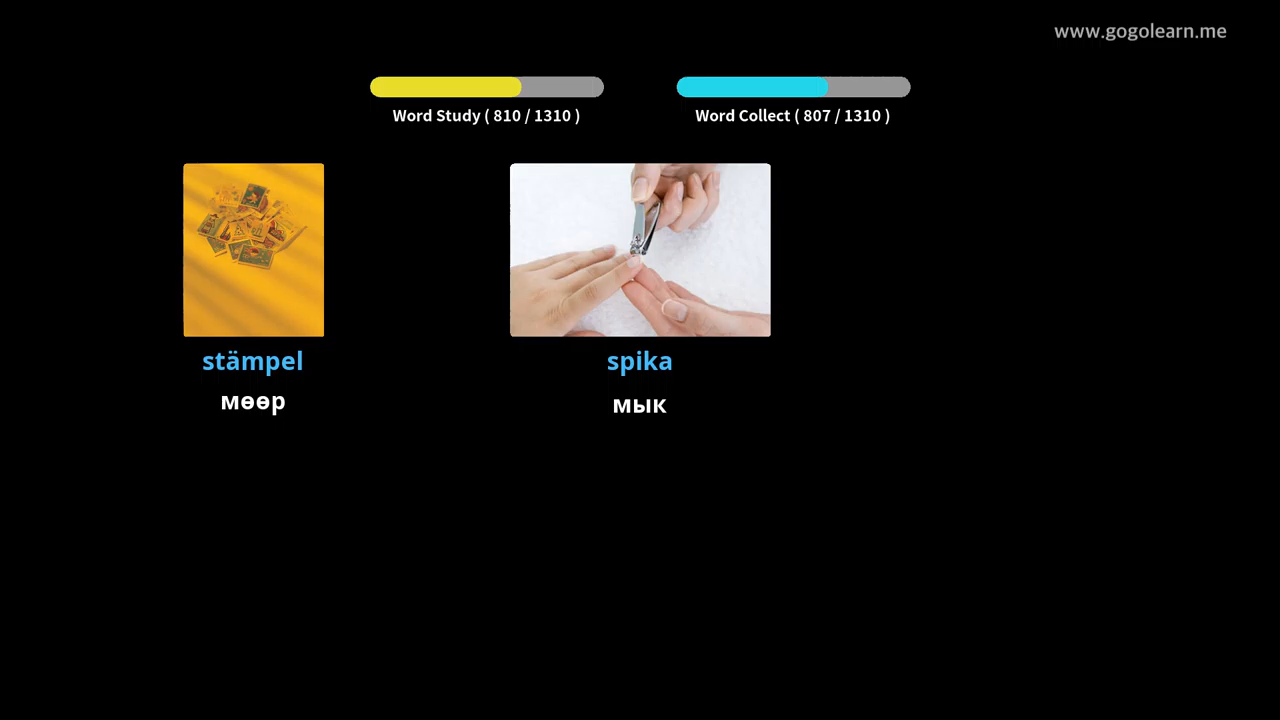 www.gogolearn.me
Word Study ( 810 / 1310 )
Word Collect ( 807 / 1310 )
stämpel
мөөр
spika
мык